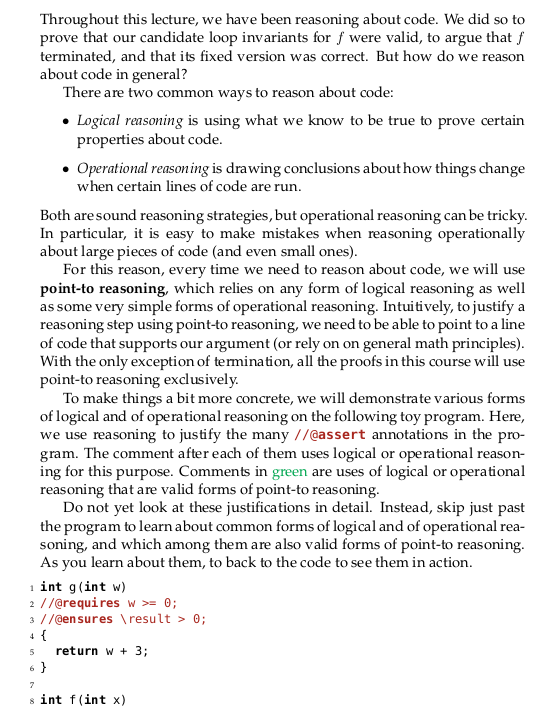 Throughout this lecture, we have been reasoning about code. We did so to
prove that our candidate loop invariants for f were valid, to argue that f
terminated, and that its fixed version was correct. But how do we reason
about code in general?
There are two common ways to reason about code:
• Logical reasoning is using what we know to be true to prove certain
properties about code.
• Operational reasoning is drawing conclusions about how things change
when certain lines of code are run.
Both are sound reasoning strategies, but operational reasoning can be tricky.
In particular, it is easy to make mistakes when reasoning operationally
about large pieces of code (and even small ones).
For this reason, every time we need to reason about code, we will use
point-to reasoning, which relies on any form of logical reasoning as well
as some very simple forms of operational reasoning. Intuitively, to justify a
reasoning step using point-to reasoning, we need to be able to point to a line
of code that supports our argument (or rely on on general math principles).
With the only exception of termination, all the proofs in this course will use
point-to reasoning exclusively.
To make things a bit more concrete, we will demonstrate various forms
of logical and of operational reasoning on the following toy program. Here,
we use reasoning to justify the many //@assert annotations in the pro-
gram. The comment after each of them uses logical or operational reason-
ing for this purpose. Comments in green are uses of logical or operational
reasoning that are valid forms of point-to reasoning.
Do not yet look at these justifications in detail. Instead, skip just past
the program to learn about common forms of logical and of operational rea-
soning, and which among them are also valid forms of point-to reasoning.
As you learn about them, to back to the code to see them in action.
1 int g(int w)
2 //@requires w >= 0;
3 //@ensures \result > 0;
4 {
5 return w + 3;
6 }
7
8 int f(int x)